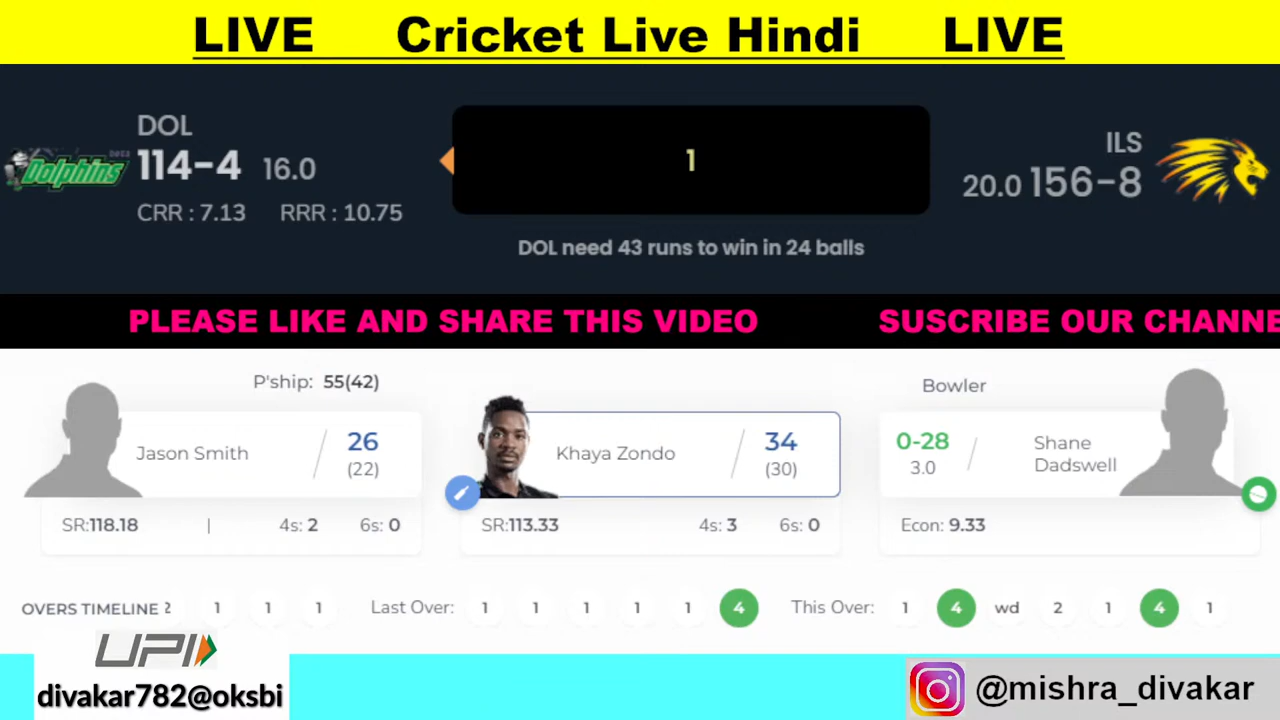 LIVE Cricket Live Hindi LIVE
DOL
114-4 16.0
CRR : 7.13 RRR : 10.75
Dolphins
1
DOL need 43 runs to win in 24 balls
ILS
20.0 156-8
PLEASE LIKE AND SHARE THIS VIDEO SUSCRIBE OUR CHANNE
P'ship: 55(42)
Jason Smith 26
(22)
SR:118.18 | 4s: 2 6s: 0
Khaya Zondo 34
(30)
SR:113.33 4s: 3 6s: 0
Bowler
0-28
3.0
Shane
Dadswell
Econ: 9.33
OVERS TIMELINE 2 1 1 1 Last Over: 1 1 1 1 1 4 This Over: 1 4 wd 2 1 4 1
UPI
divakar782@oksbi
@mishra_divakar